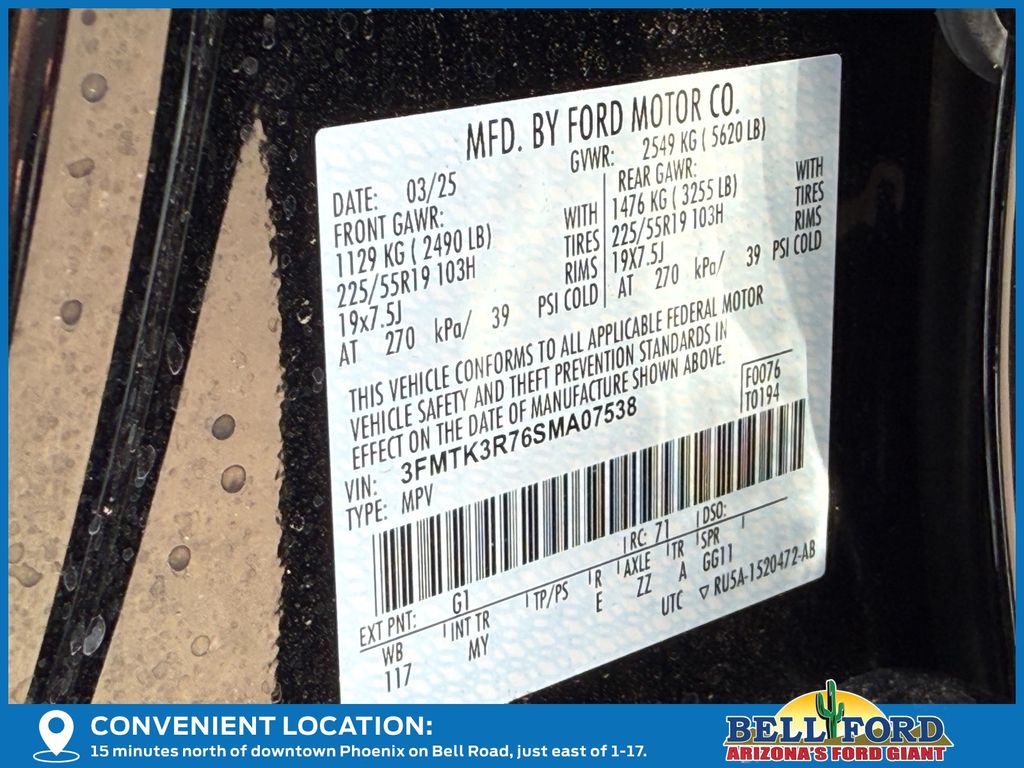 MFD. BY FORD MOTOR CO.
DATE: 03/25
GVWR: 2549 KG ( 5620 LB)
FRONT GAWR:
1129 KG ( 2490 LB) WITH
225/55R19 103H TIRES
19x7.5J RIMS
AT 270 kPa/ 39 PSI COLD
REAR GAWR:
1476 KG ( 3255 LB) WITH
225/55R19 103H TIRES
19X7.5J RIMS
AT 270 kPa/ 39 PSI COLD
THIS VEHICLE CONFORMS TO ALL APPLICABLE FEDERAL MOTOR
VEHICLE SAFETY AND THEFT PREVENTION STANDARDS IN
EFFECT ON THE DATE OF MANUFACTURE SHOWN ABOVE.
F0076
T0194
VIN: 3FMTK3R76SMA07538
TYPE: MPV
EXT PNT: G1 RC: 71 DSO:
WB INT TR TP/PS R AXLE TR SPR
117 MY E ZZ A GG11
UTC ▽ RU5A-1520472-AB
CONVENIENT LOCATION:
15 minutes north of downtown Phoenix on Bell Road, just east of 1-17.
BELL FORD
ARIZONA'S FORD GIANT